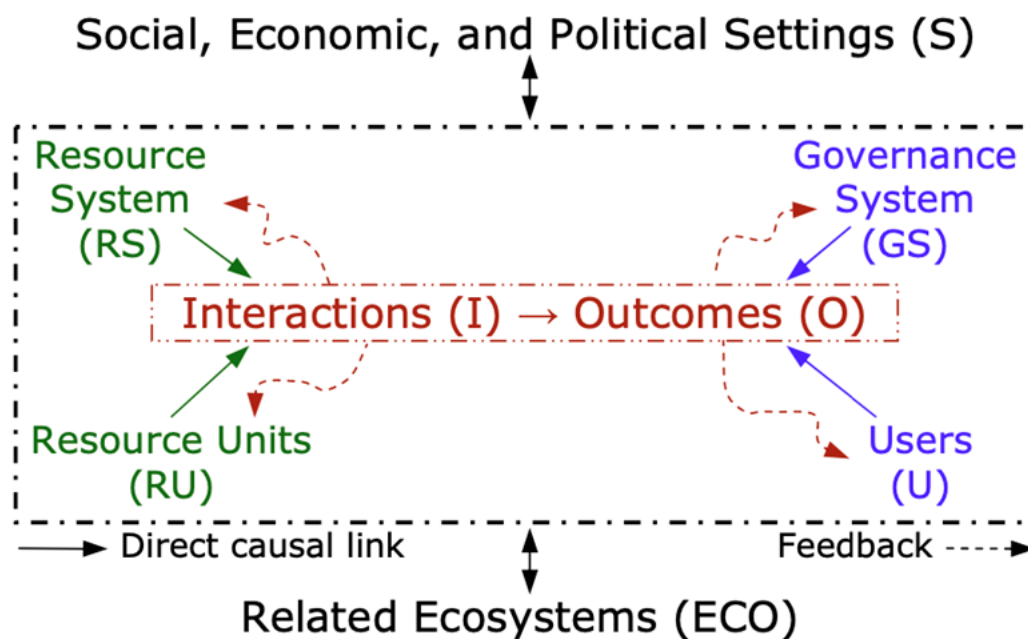 Social, Economic, and Political Settings (S)
Resource
System
(RS)
Governance
System
(GS)
Interactions (I) → Outcomes (O)
Resource Units
(RU)
Users
(U)
Direct causal link
Feedback
Related Ecosystems (ECO)